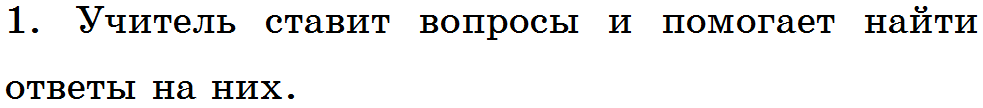 1. Учитель ставит вопросы и помогает найти
ответы на них.